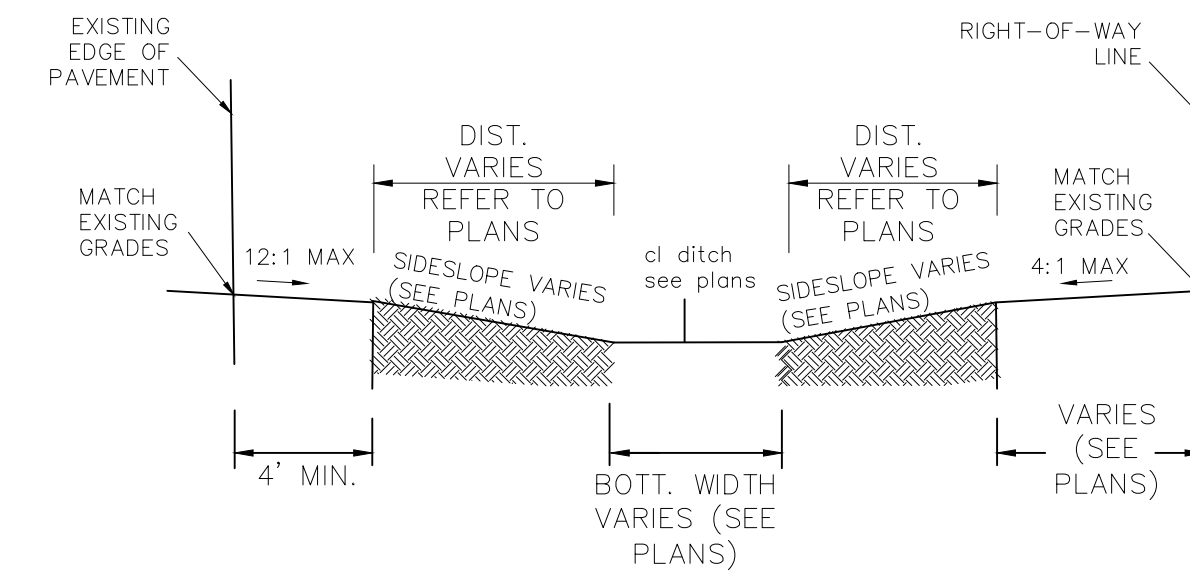 EXISTING
EDGE OF
PAVEMENT
RIGHT-OF-WAY
LINE
DIST.
VARIES
REFER TO
PLANS
DIST.
VARIES
REFER TO
PLANS
MATCH
EXISTING
GRADES
MATCH
EXISTING
GRADES
12:1 MAX
SIDESLOPE VARIES
(SEE PLANS)
cl ditch
see plans
SIDESLOPE VARIES
(SEE PLANS)
4:1 MAX
4' MIN.
BOTT. WIDTH
VARIES (SEE
PLANS)
VARIES
(SEE
PLANS)